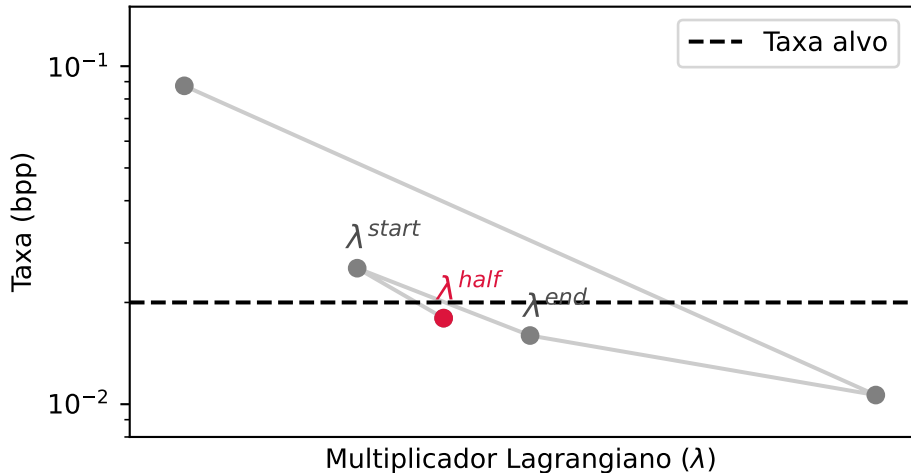 Taxa alvo
10⁻¹
Taxa (bpp)
λ^start
λ^half
λ^end
10⁻²
Multiplicador Lagrangiano (λ)